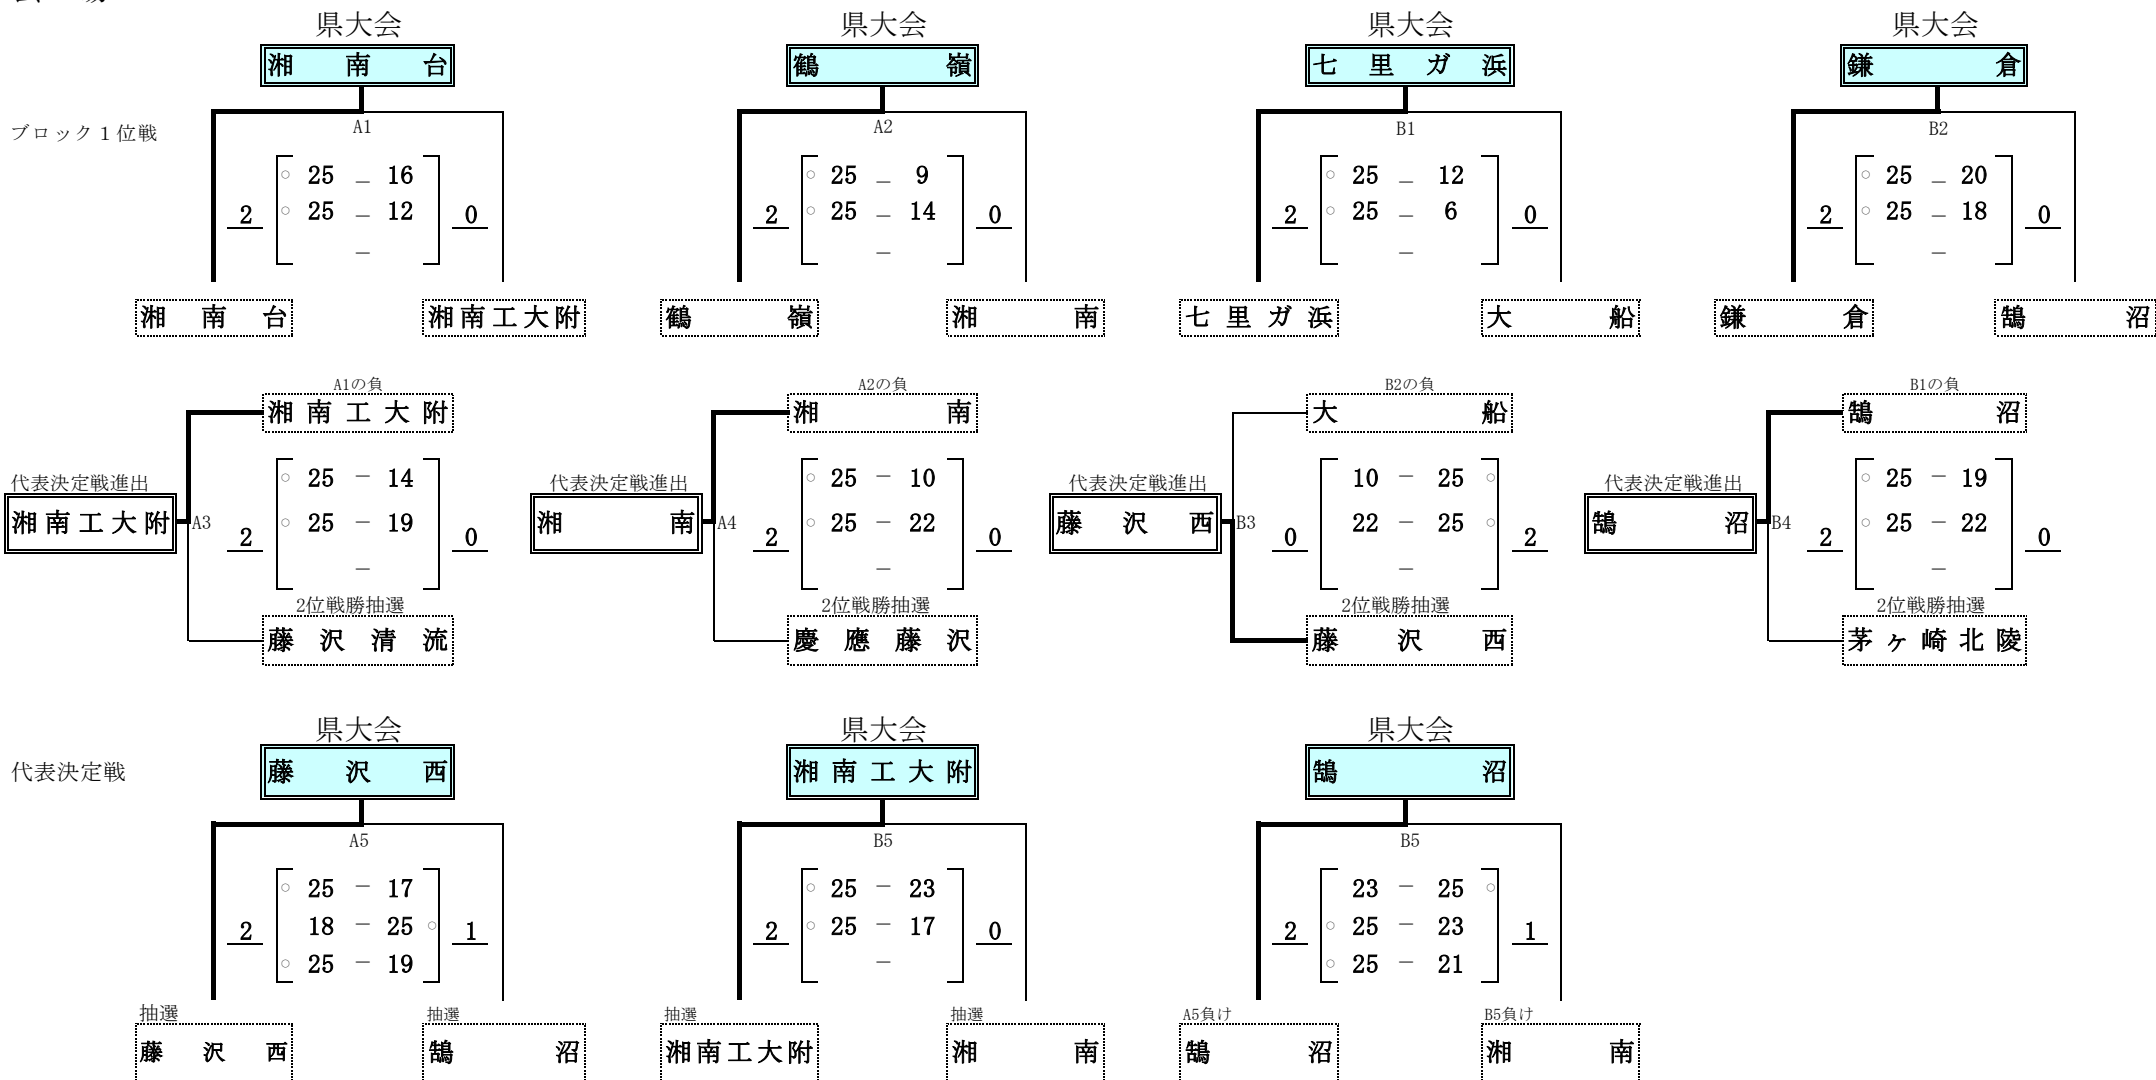 県大会 県大会 県大会 県大会
湘南台 鶴嶺 七里ガ浜 鎌倉
ブロック１位戦 A1 A2 B1 B2
○ 25 － 16 ○ 25 － 9 ○ 25 － 12 ○ 25 － 20
2 ○ 25 － 12 0 2 ○ 25 － 14 0 2 ○ 25 － 6 0 2 ○ 25 － 18 0
－ － － －
湘南台 湘南工大附 鶴嶺 湘南 七里ガ浜 大船 鎌倉 鵠沼
A1の負 A2の負 B2の負 B1の負
湘南工大附 湘南 大船 鵠沼
代表決定戦進出 ○ 25 － 14 代表決定戦進出 ○ 25 － 10 代表決定戦進出 10 － 25 ○ 代表決定戦進出 ○ 25 － 19
湘南工大附 A3 2 ○ 25 － 19 0 湘南 A4 2 ○ 25 － 22 0 藤沢西 B3 0 22 － 25 ○ 2 鵠沼 B4 2 ○ 25 － 22 0
－ － － －
2位戦勝抽選 2位戦勝抽選 2位戦勝抽選 2位戦勝抽選
藤沢清流 慶應藤沢 藤沢西 茅ヶ崎北陵
県大会 県大会 県大会
代表決定戦 藤沢西 湘南工大附 鵠沼
A5 B5 B5
○ 25 － 17 ○ 25 － 23 23 － 25 ○
2 18 － 25 ○ 1 2 ○ 25 － 17 0 2 ○ 25 － 23 1
○ 25 － 19 － ○ 25 － 21
抽選 抽選 抽選 抽選 A5負け B5負け
藤沢西 鵠沼 湘南工大附 湘南 鵠沼 湘南